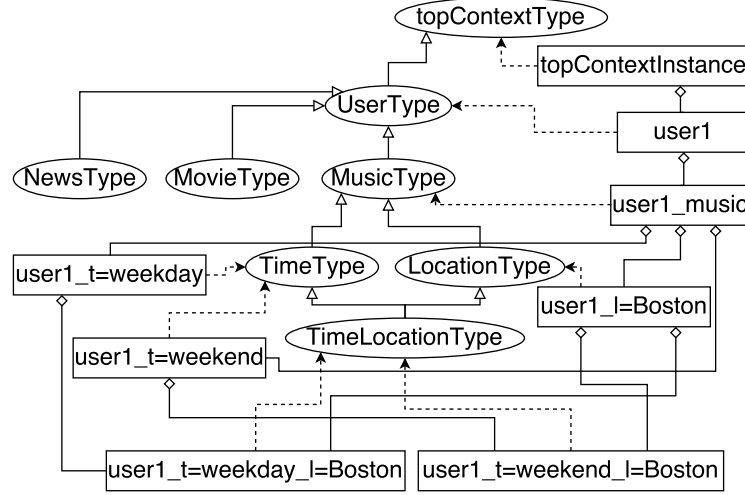 topContextType
topContextInstance
UserType
user1
NewsType
MovieType
MusicType
user1_music
user1_t=weekday
TimeType
LocationType
user1_l=Boston
TimeLocationType
user1_t=weekend
user1_t=weekday_l=Boston
user1_t=weekend_l=Boston